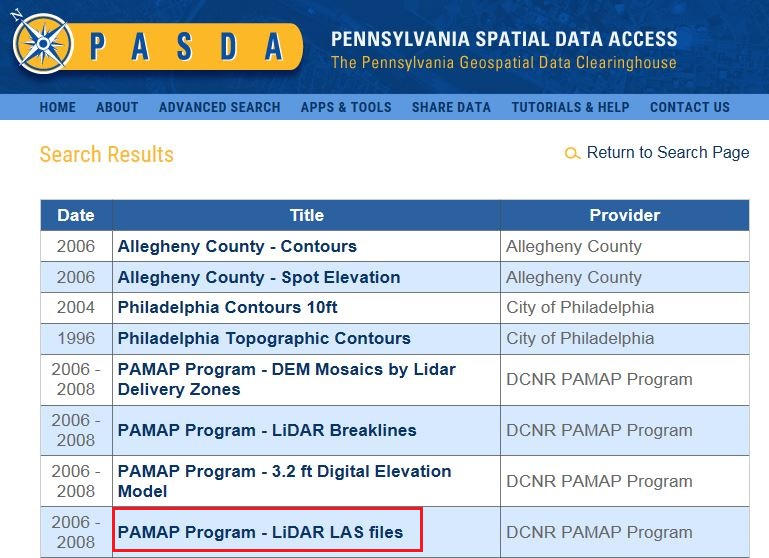 N
PASDA
PENNSYLVANIA SPATIAL DATA ACCESS
The Pennsylvania Geospatial Data Clearinghouse
HOME ABOUT ADVANCED SEARCH APPS & TOOLS SHARE DATA TUTORIALS & HELP CONTACT US
Search Results
Return to Search Page
Date Title Provider
2006 Allegheny County - Contours Allegheny County
2006 Allegheny County - Spot Elevation Allegheny County
2004 Philadelphia Contours 10ft City of Philadelphia
1996 Philadelphia Topographic Contours City of Philadelphia
2006 - 2008 PAMAP Program - DEM Mosaics by Lidar
Delivery Zones DCNR PAMAP Program
2006 - 2008 PAMAP Program - LiDAR Breaklines DCNR PAMAP Program
2006 - 2008 PAMAP Program - 3.2 ft Digital Elevation
Model DCNR PAMAP Program
2006 - 2008 PAMAP Program - LiDAR LAS files DCNR PAMAP Program